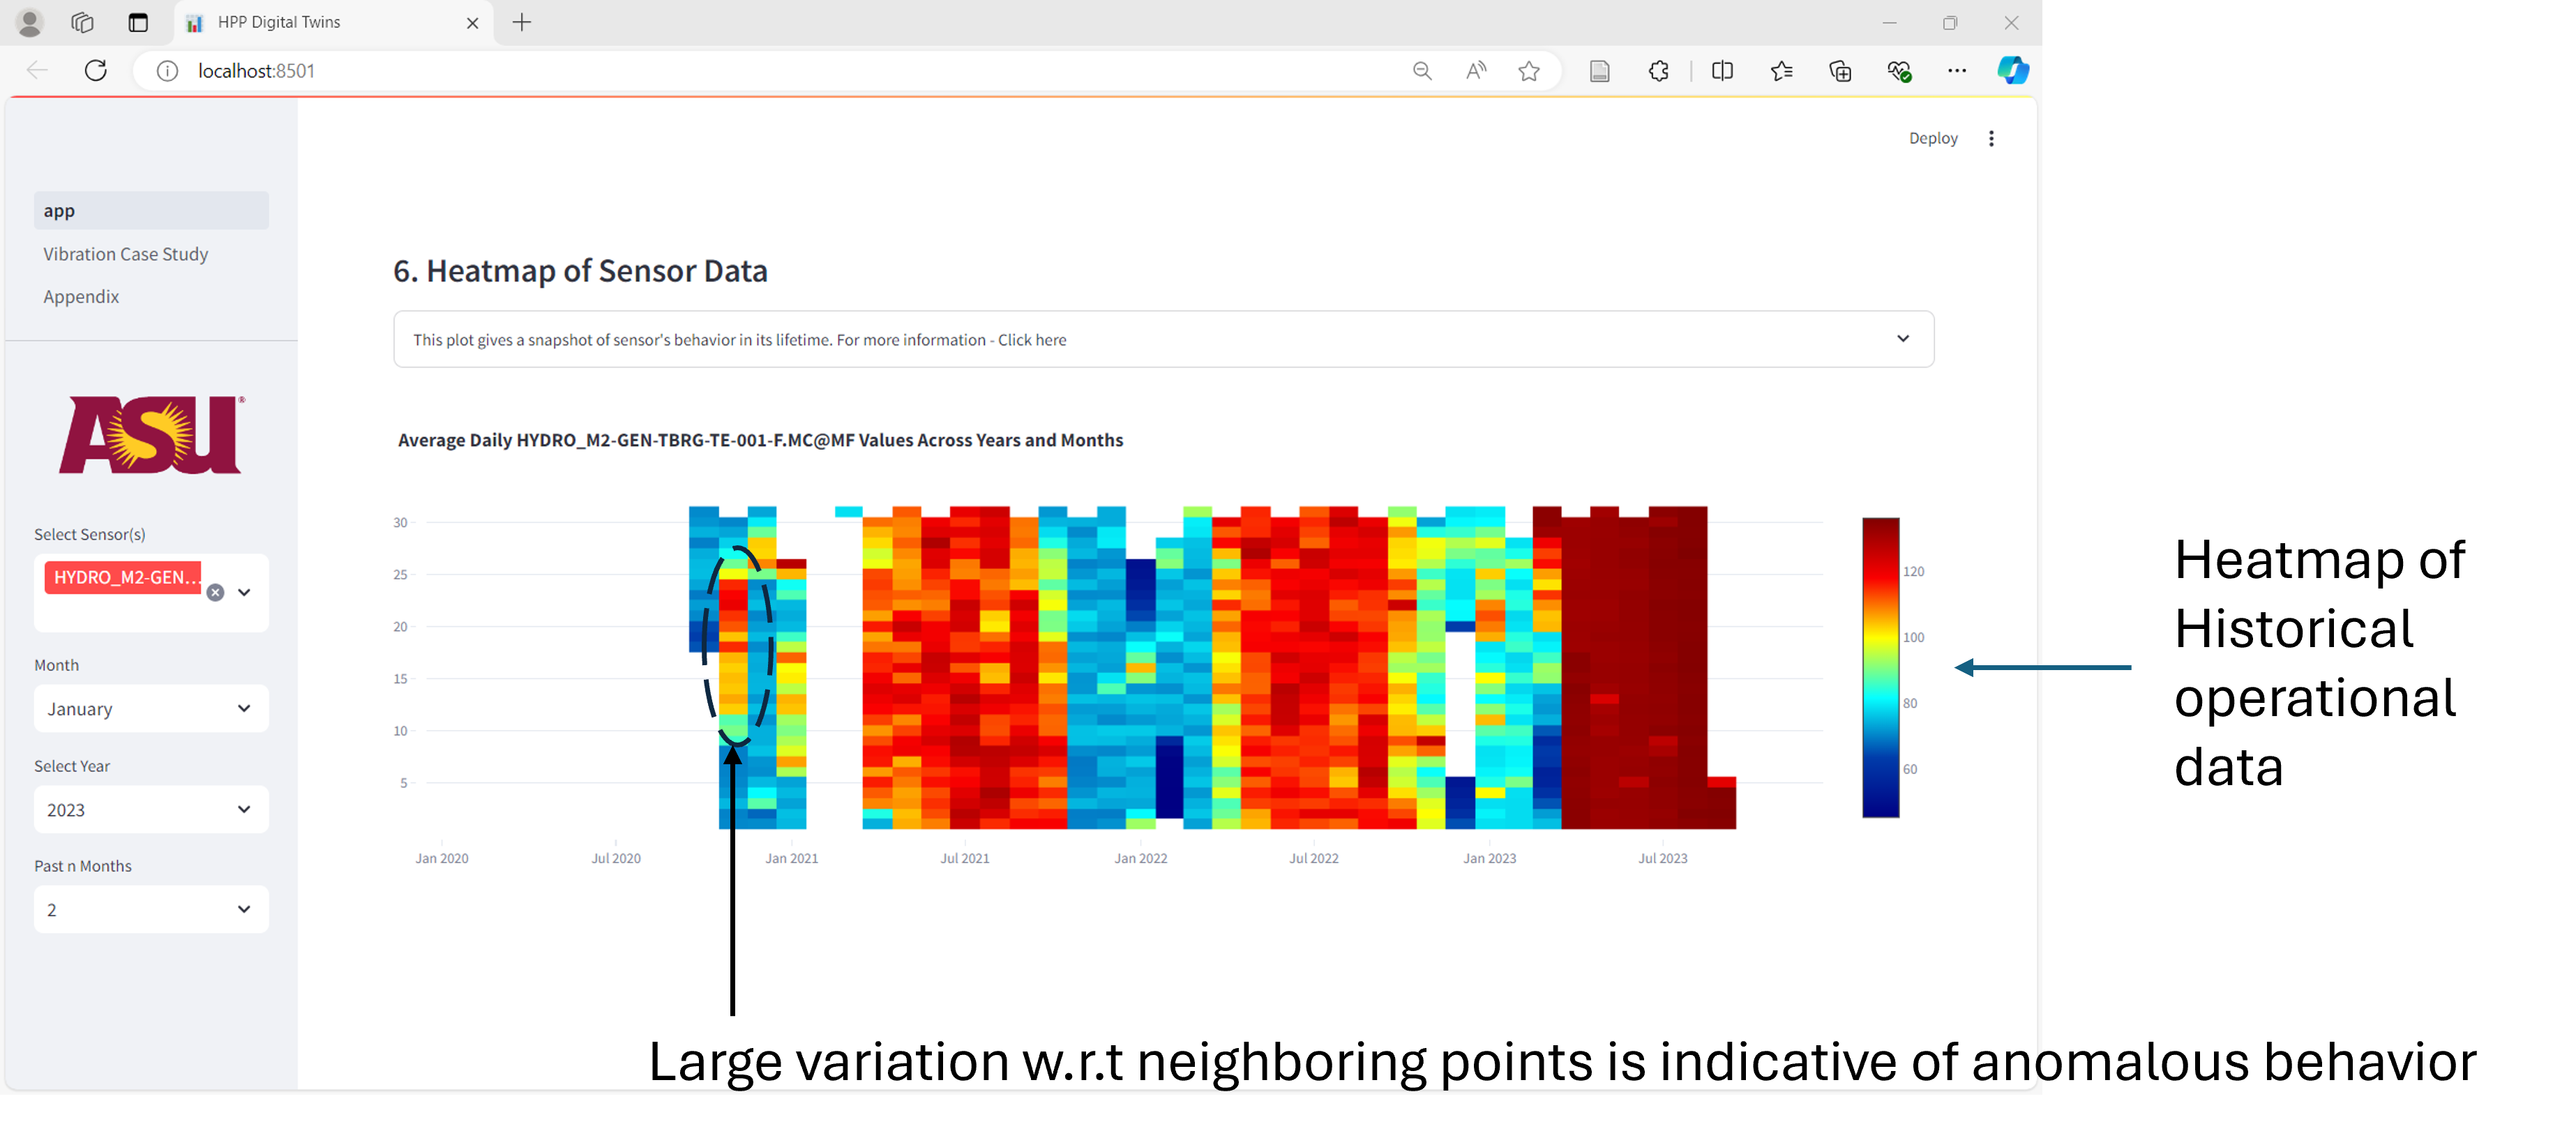 HPP Digital Twins
localhost:8501
Deploy
app
Vibration Case Study
Appendix
ASU®
Select Sensor(s)
HYDRO_M2-GEN...
Month
January
Select Year
2023
Past n Months
2
6. Heatmap of Sensor Data
This plot gives a snapshot of sensor's behavior in its lifetime. For more information - Click here
Average Daily HYDRO_M2-GEN-TBRG-TE-001-F.MC@MF Values Across Years and Months
30
25
20
15
10
5
Jan 2020
Jul 2020
Jan 2021
Jul 2021
Jan 2022
Jul 2022
Jan 2023
Jul 2023
120
100
80
60
Heatmap of
Historical
operational
data
Large variation w.r.t neighboring points is indicative of anomalous behavior